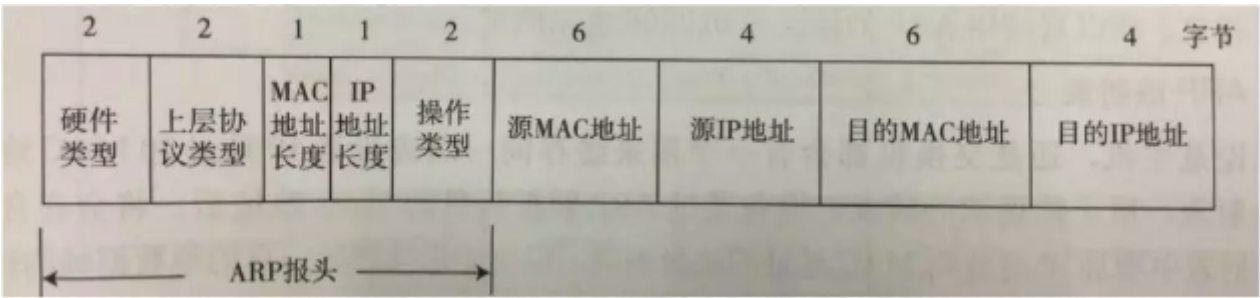 2 2 1 1 2 6 4 6 4 字节
硬件
类型
上层协
议类型
MAC
地址
长度
IP
地址
长度
操作
类型
源MAC地址
源IP地址
目的MAC地址
目的IP地址
ARP报头